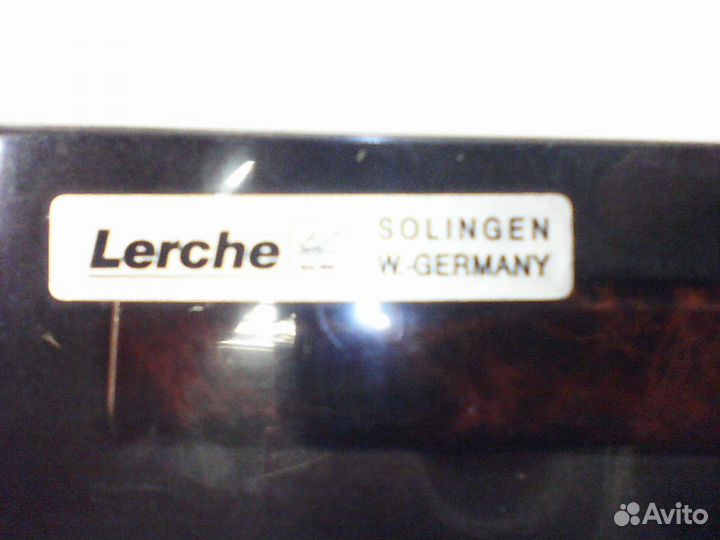 Lerche
SOLINGEN
W.-GERMANY
Avito